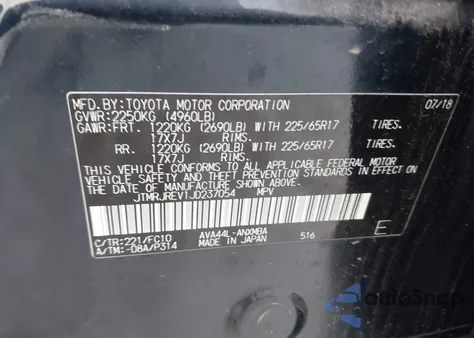 MFD.BY:TOYOTA MOTOR CORPORATION 07/18
GVWR:2250KG (4960LB)
GAWR:FRT. 1220KG (2690LB) WITH 225/65R17 TIRES.
17X7J RIMS.
RR. 1220KG (2690LB) WITH 225/65R17 TIRES.
17X7J RIMS.
THIS VEHICLE CONFORMS TO ALL APPLICABLE FEDERAL MOTOR
VEHICLE SAFETY AND BUMPER STANDARDS IN EFFECT ON
THE DATE OF MANUFACTURE SHOWN ABOVE.
JTMRJREV1JD237054 MPV
C/TR:221/FC10 AVA44L-ANXMBA
A/TM:-08A/P314 MADE IN JAPAN 516 E
autoSnap